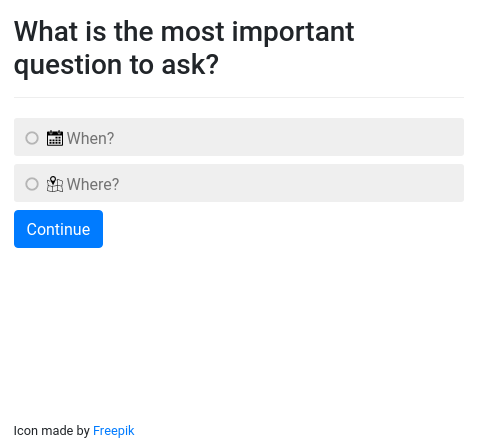 What is the most important
question to ask?
When?
Where?
Continue
Icon made by Freepik